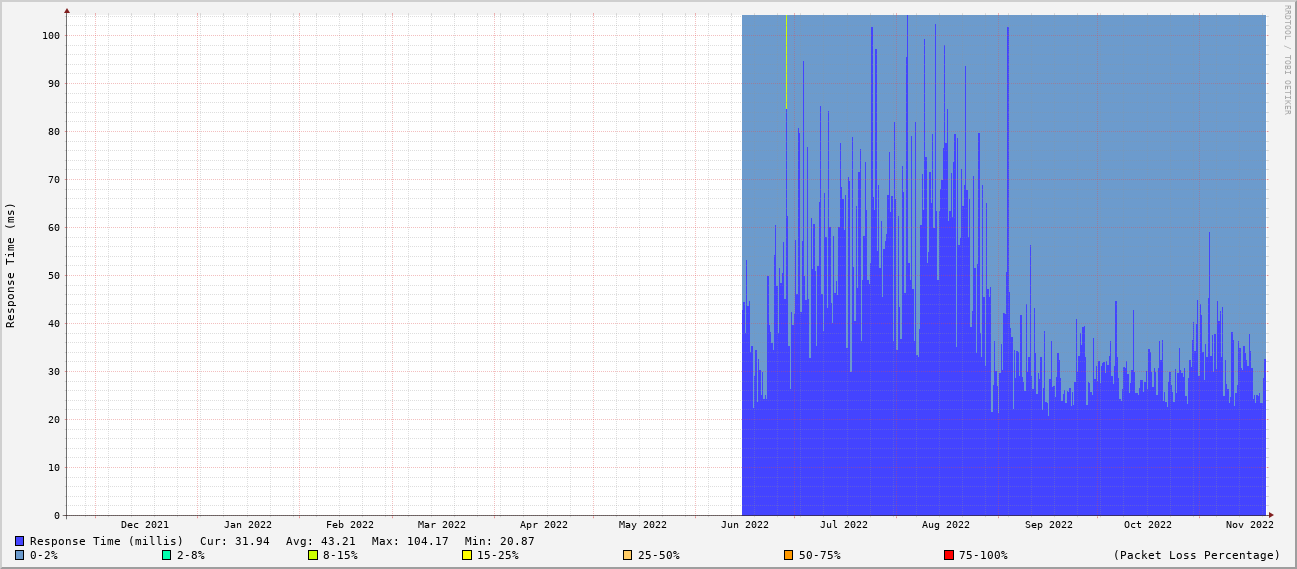 RRDTOOL / TOBI OETIKER
Response Time (ms)
100
90
80
70
60
50
40
30
20
10
0
Dec 2021 Jan 2022 Feb 2022 Mar 2022 Apr 2022 May 2022 Jun 2022 Jul 2022 Aug 2022 Sep 2022 Oct 2022 Nov 2022
Response Time (millis) Cur: 31.94 Avg: 43.21 Max: 104.17 Min: 20.87
0-2% 2-8% 8-15% 15-25% 25-50% 50-75% 75-100% (Packet Loss Percentage)